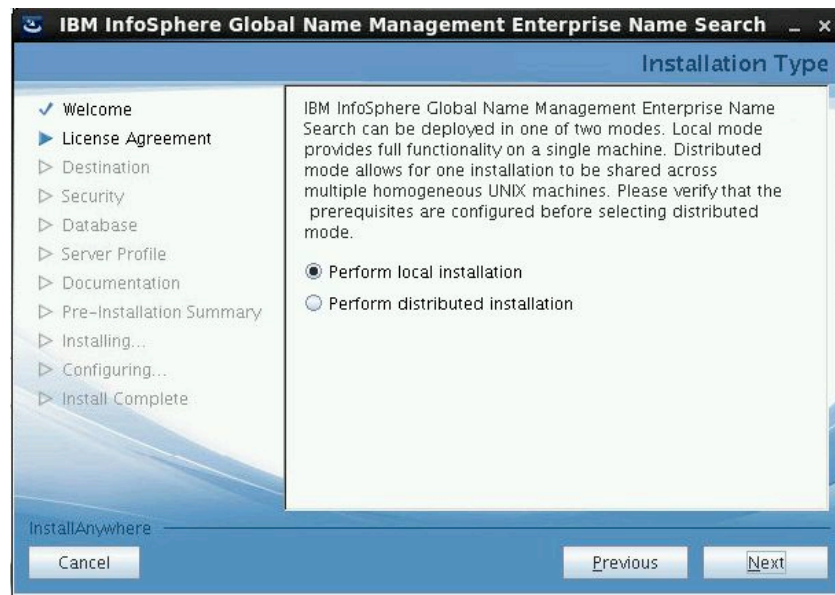 IBM InfoSphere Global Name Management Enterprise Name Search
Installation Type
Welcome
License Agreement
Destination
Security
Database
Server Profile
Documentation
Pre-Installation Summary
Installing...
Configuring...
Install Complete
IBM InfoSphere Global Name Management Enterprise Name
Search can be deployed in one of two modes. Local mode
provides full functionality on a single machine. Distributed
mode allows for one installation to be shared across
multiple homogeneous UNIX machines. Please verify that the
prerequisites are configured before selecting distributed
mode.
Perform local installation
Perform distributed installation
InstallAnywhere
Cancel
Previous
Next